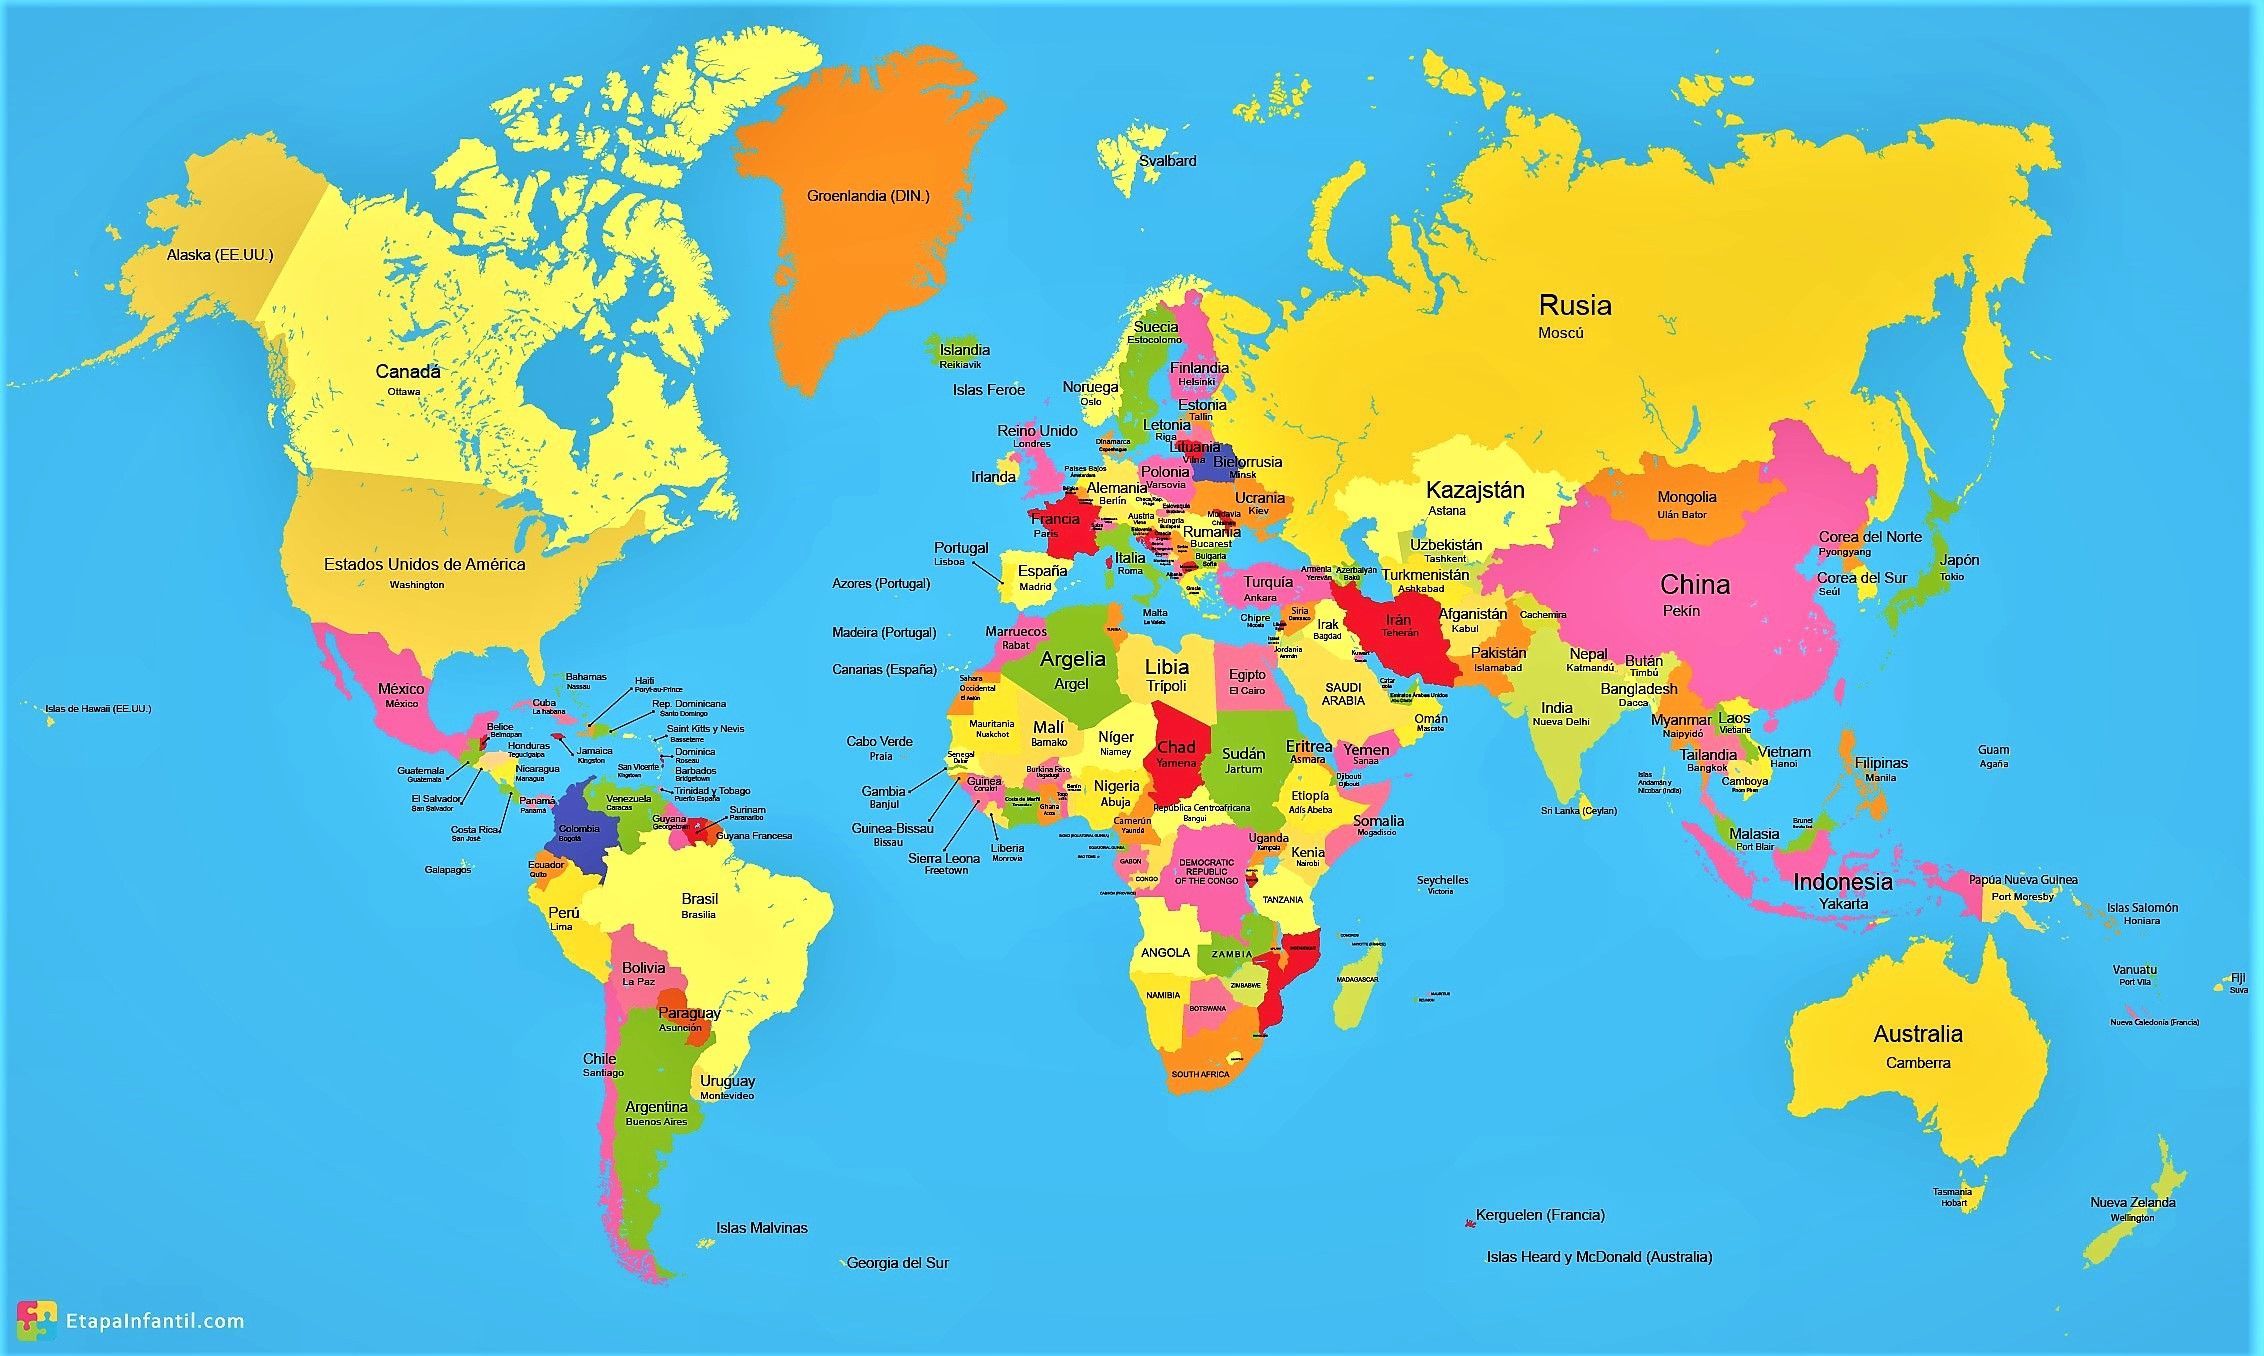 Svalbard
Groenlandia (DIN.)
Alaska (EE.UU.)
Rusia
Moscú
Canadá
Ottawa
Islandia
Reikiavik
Islas Feroe
Suecia
Estocolomo
Finlandia
Helsinki
Noruega
Oslo
Estonia
Tallin
Letonia
Riga
Lituania
Vilna
Bielorrusia
Minsk
Reino Unido
Londres
Irlanda
Dinamarca
Copenhague
Paises Bajos
Polonia
Varsovia
Alemania
Berlín
Ucrania
Kiev
Francia
París
Austria
Viena
Hungría
Budapest
Moldavia
Rumania
Bucarest
Bulgaria
Sofía
Italia
Roma
Portugal
Lisboa
España
Madrid
Azores (Portugal)
Madeira (Portugal)
Canarias (España)
Malta
La Valeta
Grecia
Turquía
Ankara
Chipre
Nicosia
Armenia
Yereván
Azerbaiyán
Bakú
Kazajstán
Astana
Uzbekistán
Tashkent
Turkmenistán
Ashkabad
Mongolia
Ulán Bator
China
Pekín
Corea del Norte
Pyongyang
Corea del Sur
Seúl
Japón
Tokio
Afganistán
Kabul
Cachemira
Pakistán
Islamabad
Irán
Teherán
Irak
Bagdad
Siria
Damasco
Jordania
Ammán
Kuwait
SAUDI
ARABIA
Catar
Emiratos Arabes Unidos
Omán
Mascate
Yemen
Sanaa
Nepal
Katmandú
Bután
Timbú
Bangladesh
Dacca
India
Nueva Delhi
Sri Lanka (Ceylan)
Myanmar
Naipyidó
Laos
Vietiane
Tailandia
Bangkok
Vietnam
Hanoi
Camboya
Pnom Phen
Islas
Andamán y
Nicobar (India)
Filipinas
Manila
Guam
Agaña
Malasia
Port Blair
Brunei
Indonesia
Yakarta
Papúa Nueva Guinea
Port Moresby
Islas Salomón
Honiara
Vanuatu
Port Vila
Fiji
Suva
Nueva Caledonia (Francia)
Australia
Camberra
Tasmania
Hobart
Nueva Zelanda
Wellington
Estados Unidos de América
Washington
Islas de Hawaii (EE.UU.)
México
México
Bahamas
Nassau
Cuba
La habana
Haiti
Poryt-au-Prince
Rep. Dominicana
Santo Domingo
Saint Kitts y Nevis
Basseterre
Dominica
Roseau
Barbados
Bridgetown
San Vicente
Kingstown
Trinidad y Tobago
Puerto España
Jamaica
Kingston
Belice
Belmopan
Honduras
Tegucigalpa
Guatemala
Guatemala
Nicaragua
Managua
El Salvador
San Salvador
Costa Rica
San José
Panamá
Panamá
Galapagos
Venezuela
Caracas
Colombia
Bogotá
Guyana
Georgetown
Surinam
Paranaribo
Guyana Francesa
Ecuador
Quito
Perú
Lima
Brasil
Brasilia
Bolivia
La Paz
Paraguay
Asunción
Chile
Santiago
Argentina
Buenos Aires
Uruguay
Montevideo
Islas Malvinas
Georgia del Sur
Marruecos
Rabat
Argelia
Argel
Libia
Trípoli
Egipto
El Cairo
Sahara
Occidental
El Aaiún
Mauritania
Nuakchot
Malí
Bamako
Níger
Niamey
Chad
Yamena
Sudán
Jartum
Eritrea
Asmara
Djibouti
Djibouti
Etiopía
Adís Abeba
Somalia
Mogadiscio
Cabo Verde
Praia
Senegal
Dakar
Gambia
Banjul
Guinea-Bissau
Bissau
Guinea
Conakri
Sierra Leona
Freetown
Liberia
Monrovia
Costa de Marfil
Burkina Faso
Uagadugú
Ghana
Accra
Togo
Benín
Nigeria
Abuja
Camerún
Yaundé
República Centroafricana
Bangui
GABON
CONGO
DEMOCRATIC
REPUBLIC
OF THE CONGO
Uganda
Kampala
Kenia
Nairobi
TANZANIA
Seychelles
Victoria
ANGOLA
ZAMBIA
ZIMBABWE
NAMIBIA
BOTSWANA
SOUTH AFRICA
MADAGASCAR
Kerguelen (Francia)
Islas Heard y McDonald (Australia)
EtapaInfantil.com